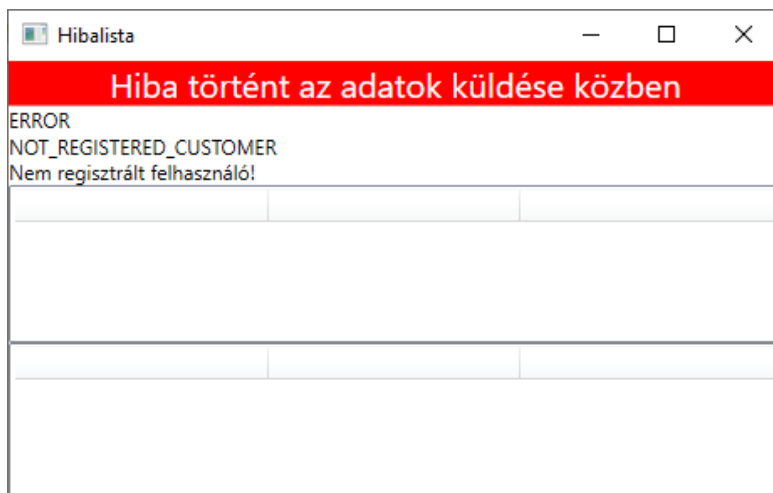 Hibalista
Hiba történt az adatok küldése közben
ERROR
NOT_REGISTERED_CUSTOMER
Nem regisztrált felhasználó!